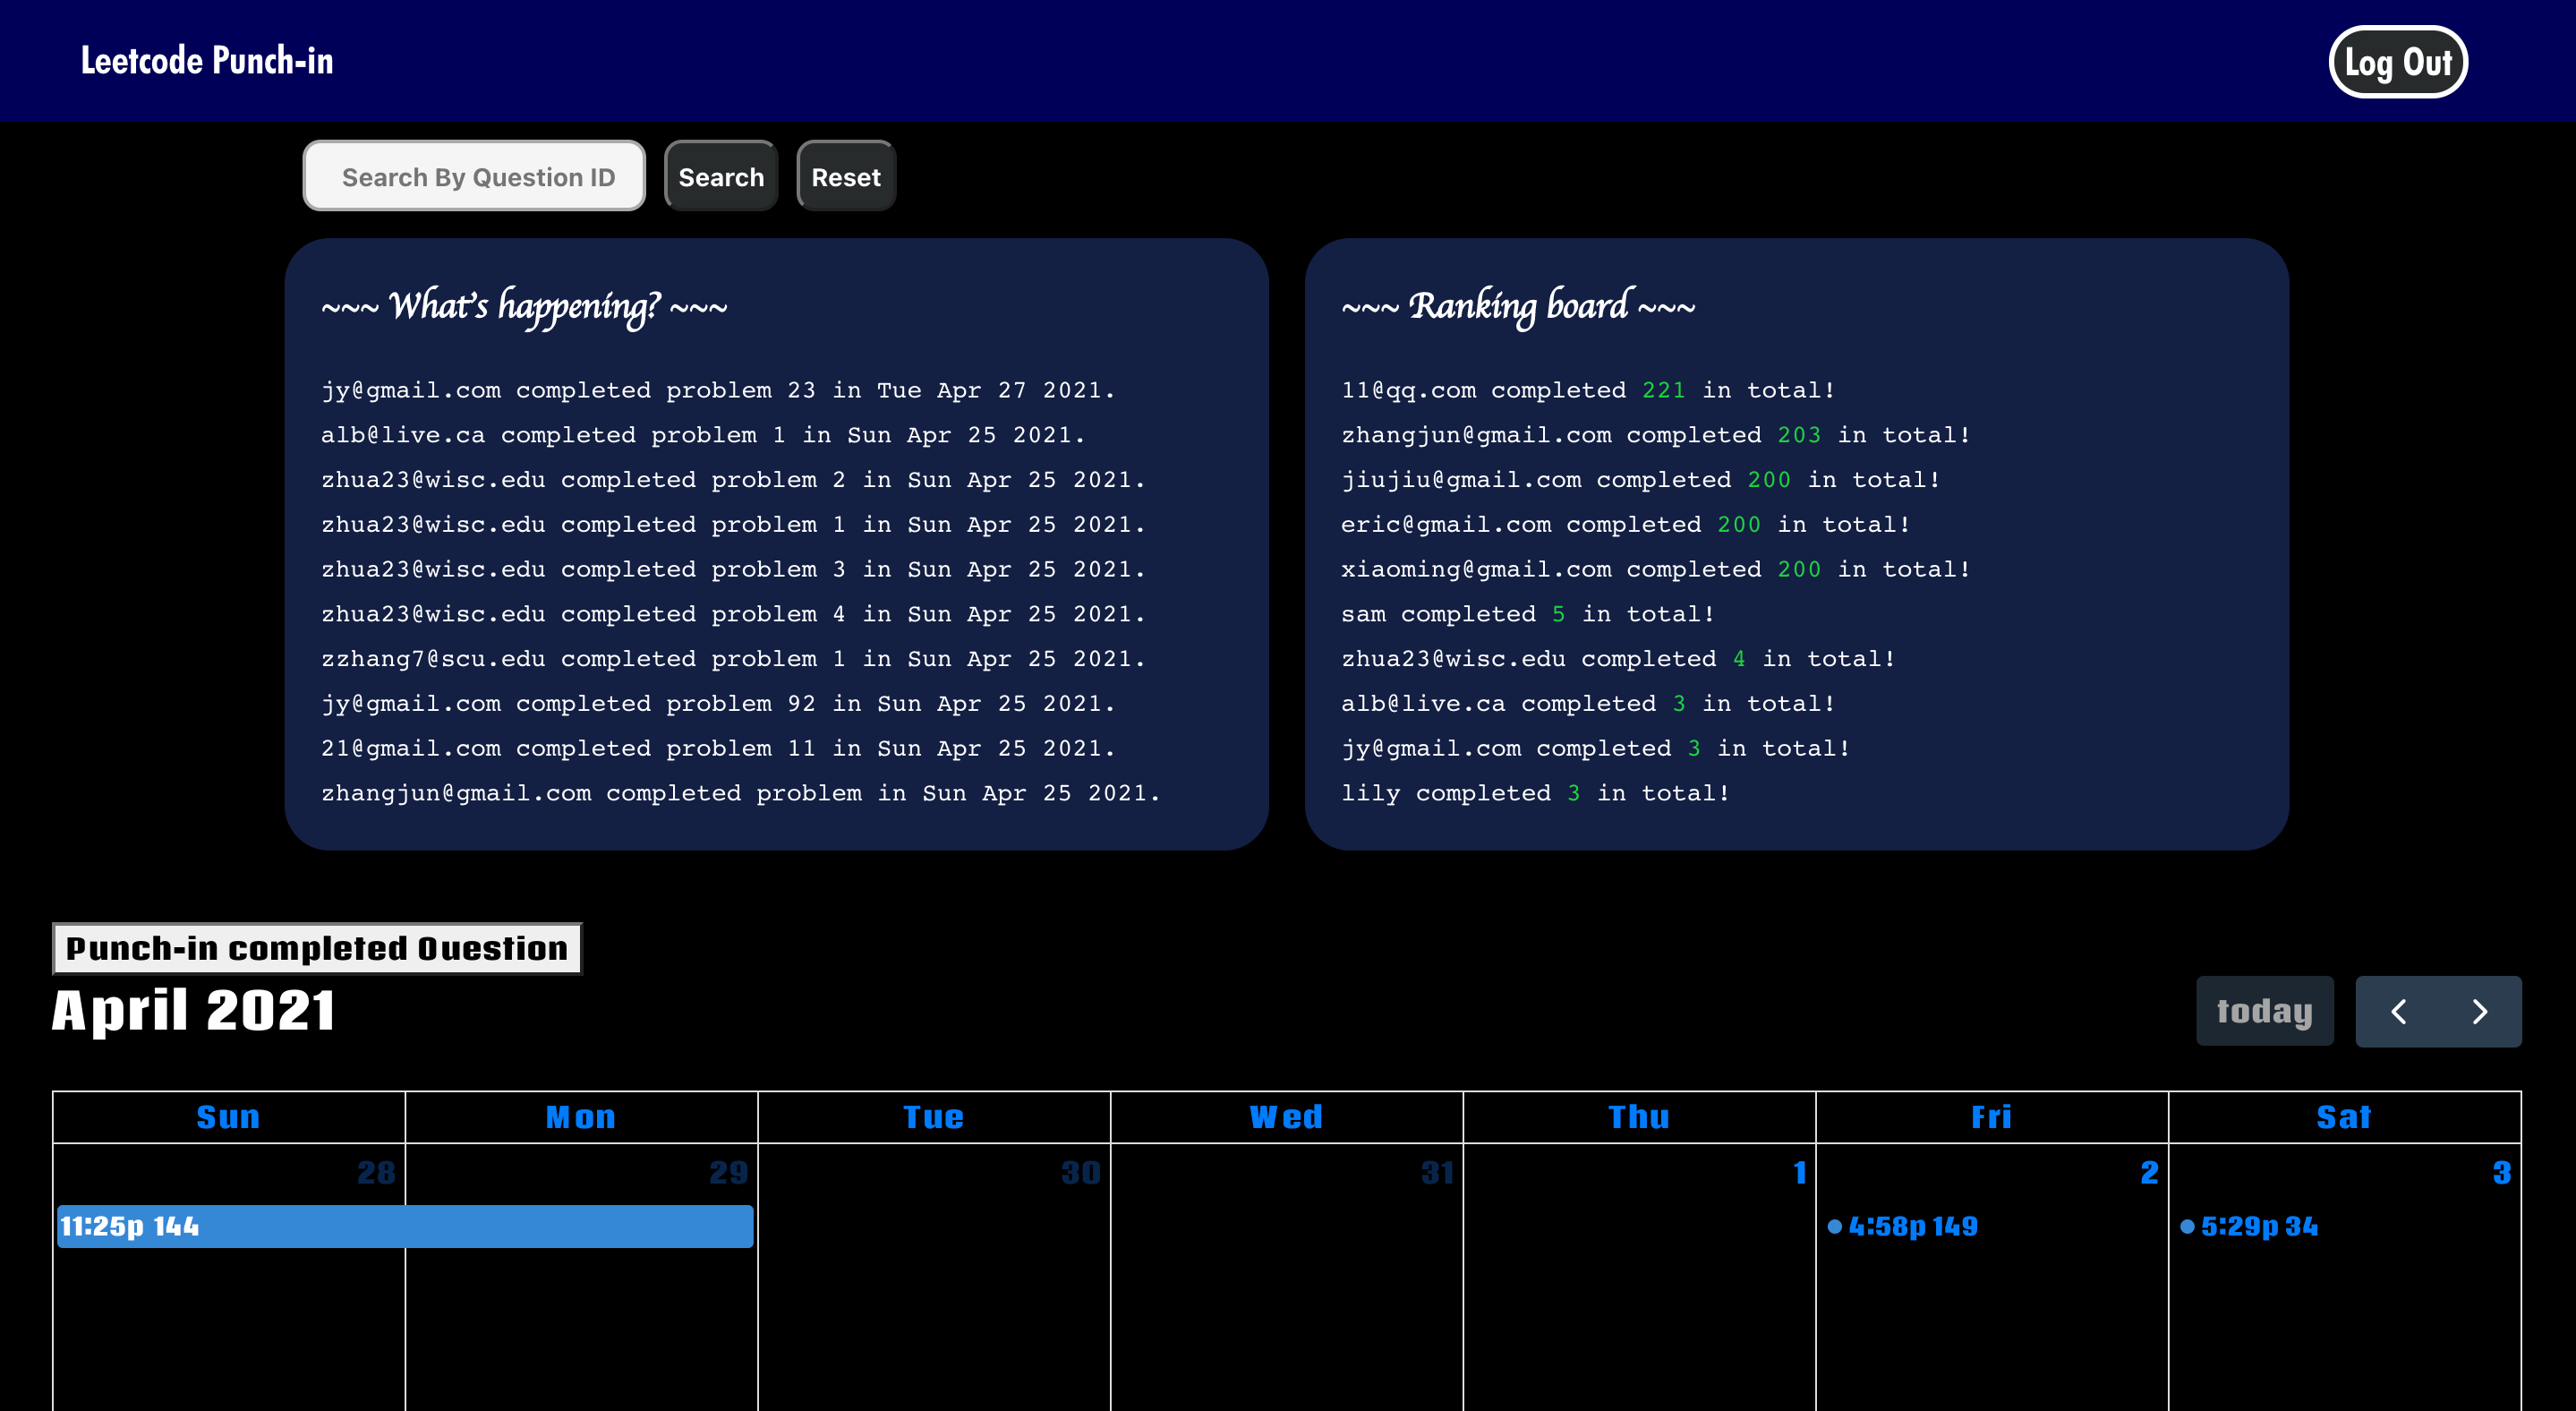 Leetcode Punch-in
Log Out
Search By Question ID
Search
Reset
~~~ What's happening? ~~~
jy@gmail.com completed problem 23 in Tue Apr 27 2021.
alb@live.ca completed problem 1 in Sun Apr 25 2021.
zhua23@wisc.edu completed problem 2 in Sun Apr 25 2021.
zhua23@wisc.edu completed problem 1 in Sun Apr 25 2021.
zhua23@wisc.edu completed problem 3 in Sun Apr 25 2021.
zhua23@wisc.edu completed problem 4 in Sun Apr 25 2021.
zzhang7@scu.edu completed problem 1 in Sun Apr 25 2021.
jy@gmail.com completed problem 92 in Sun Apr 25 2021.
21@gmail.com completed problem 11 in Sun Apr 25 2021.
zhangjun@gmail.com completed problem in Sun Apr 25 2021.
~~~ Ranking board ~~~
11@qq.com completed 221 in total!
zhangjun@gmail.com completed 203 in total!
jiujiu@gmail.com completed 200 in total!
eric@gmail.com completed 200 in total!
xiaoming@gmail.com completed 200 in total!
sam completed 5 in total!
zhua23@wisc.edu completed 4 in total!
alb@live.ca completed 3 in total!
jy@gmail.com completed 3 in total!
lily completed 3 in total!
Punch-in completed Question
April 2021
today
Sun Mon Tue Wed Thu Fri Sat
28 29 30 31 1 2 3
11:25p 144
4:58p 149
5:29p 34